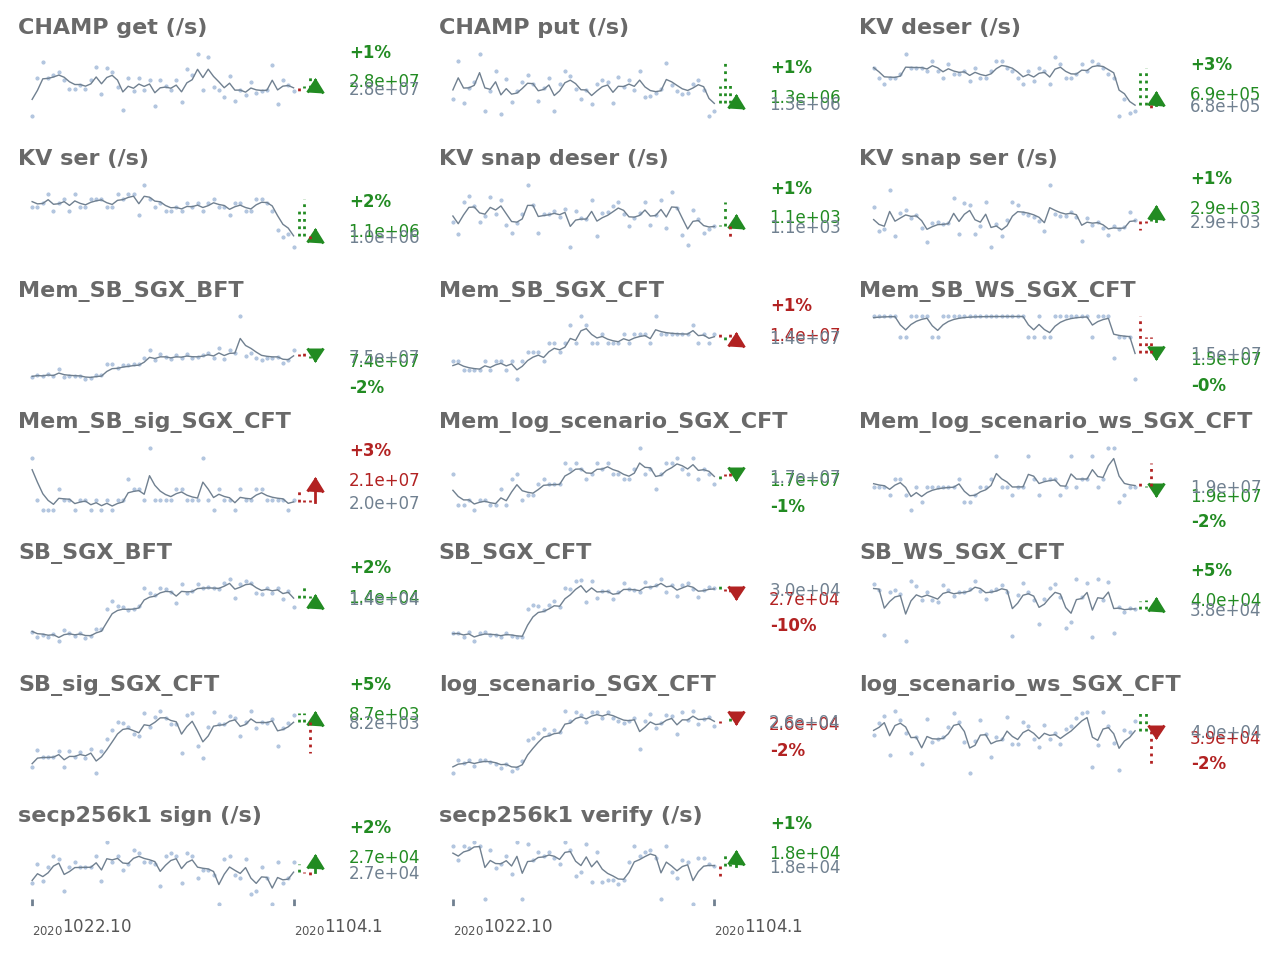 CHAMP get (/s)
+1%
2.8e+07
2.8e+07
CHAMP put (/s)
+1%
1.3e+06
1.3e+06
KV deser (/s)
+3%
6.9e+05
6.8e+05
KV ser (/s)
+2%
1.1e+06
1.0e+06
KV snap deser (/s)
+1%
1.1e+03
1.1e+03
KV snap ser (/s)
+1%
2.9e+03
2.9e+03
Mem_SB_SGX_BFT
7.5e+07
7.4e+07
-2%
Mem_SB_SGX_CFT
+1%
1.4e+07
1.4e+07
Mem_SB_WS_SGX_CFT
1.5e+07
1.5e+07
-0%
Mem_SB_sig_SGX_CFT
+3%
2.1e+07
2.0e+07
Mem_log_scenario_SGX_CFT
1.7e+07
1.7e+07
-1%
Mem_log_scenario_ws_SGX_CFT
1.9e+07
1.9e+07
-2%
SB_SGX_BFT
+2%
1.4e+04
1.4e+04
SB_SGX_CFT
3.0e+04
2.7e+04
-10%
SB_WS_SGX_CFT
+5%
4.0e+04
3.8e+04
SB_sig_SGX_CFT
+5%
8.7e+03
8.2e+03
log_scenario_SGX_CFT
2.6e+04
2.6e+04
-2%
log_scenario_ws_SGX_CFT
4.0e+04
3.9e+04
-2%
secp256k1 sign (/s)
+2%
2.7e+04
2.7e+04
secp256k1 verify (/s)
+1%
1.8e+04
1.8e+04
20201022.10
20201104.1
20201022.10
20201104.1